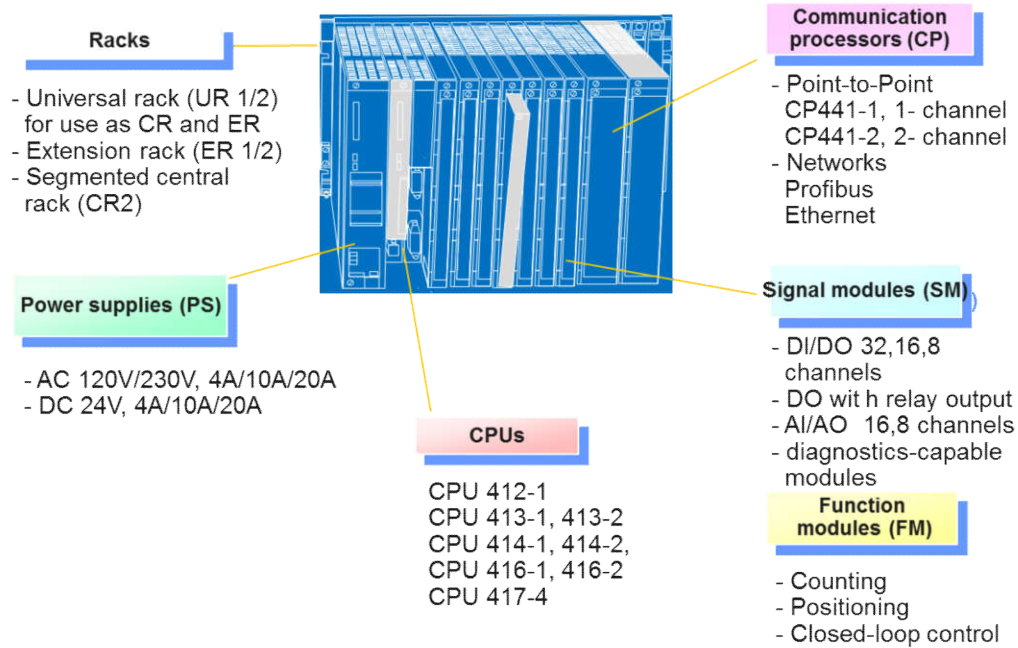 Racks
- Universal rack (UR 1/2)
for use as CR and ER
- Extension rack (ER 1/2)
- Segmented central
rack (CR2)
Power supplies (PS)
- AC 120V/230V, 4A/10A/20A
- DC 24V, 4A/10A/20A
CPUs
CPU 412-1
CPU 413-1, 413-2
CPU 414-1, 414-2,
CPU 416-1, 416-2
CPU 417-4
Communication
processors (CP)
- Point-to-Point
CP441-1, 1- channel
CP441-2, 2- channel
- Networks
Profibus
Ethernet
Signal modules (SM)
)
- DI/DO 32,16,8
channels
- DO wit h relay output
- AI/AO 16,8 channels
- diagnostics-capable
modules
Function
modules (FM)
- Counting
- Positioning
- Closed-loop control